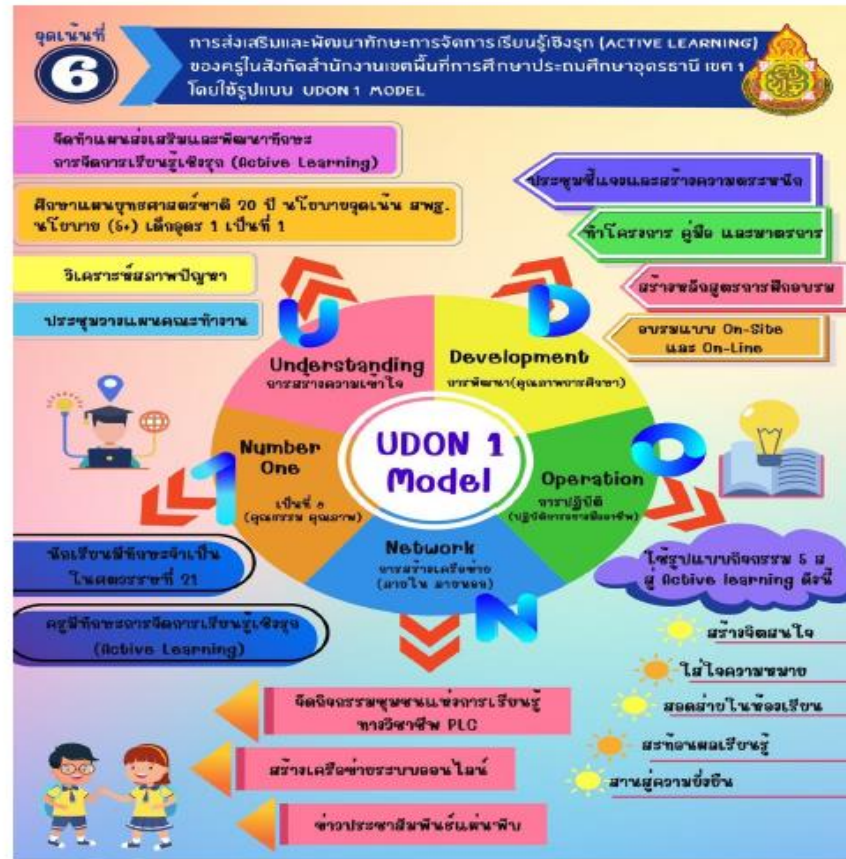 จุดเน้นที่
6
การส่งเสริมและพัฒนาทักษะการจัดการเรียนรู้เชิงรุก (ACTIVE LEARNING)
ของครูในสังกัดสำนักงานเขตพื้นที่การศึกษาประถมศึกษาอุดรธานี เขต 1
โดยใช้รูปแบบ UDON 1 MODEL
จัดทำแผนส่งเสริมและพัฒนาทักษะ
การจัดการเรียนรู้เชิงรุก (Active Learning)
ศึกษาแผนยุทธศาสตร์ชาติ 20 ปี นโยบายจุดเน้น สพฐ.
นโยบาย (5+) เด็กอุดร 1 เป็นที่ 1
วิเคราะห์สภาพปัญหา
ประชุมวางแผนคณะทำงาน
ประชุมชี้แจงและสร้างความตระหนัก
ทำโครงการ คู่มือ และมาตรการ
สร้างหลักสูตรการฝึกอบรม
อบรมแบบ On-Site
และ On-Line
U
Understanding
การสร้างความเข้าใจ
D
Development
การพัฒนา(คุณภาพการศึกษา)
UDON 1
Model
1
Number
One
เป็นที่ 1
(คุณธรรม คุณภาพ)
O
Operation
การปฏิบัติ
(ปฏิบัติการอย่างมืออาชีพ)
Network
การสร้างเครือข่าย
(ภายใน ภายนอก)
N
นักเรียนมีทักษะจำเป็น
ในศตวรรษที่ 21
ครูมีทักษะการจัดการเรียนรู้เชิงรุก
(Active Learning)
ใช้รูปแบบกิจกรรม 5 ส
สู่ Active learning ดังนี้
สร้างจิตสนใจ
ใส่ใจความหมาย
สอดส่ายในห้องเรียน
สะท้อนผลเรียนรู้
สานสู่ความยั่งยืน
จัดกิจกรรมชุมชนแห่งการเรียนรู้
ทางวิชาชีพ PLC
สร้างเครือข่ายระบบออนไลน์
ข่าวประชาสัมพันธ์แผ่นพับ